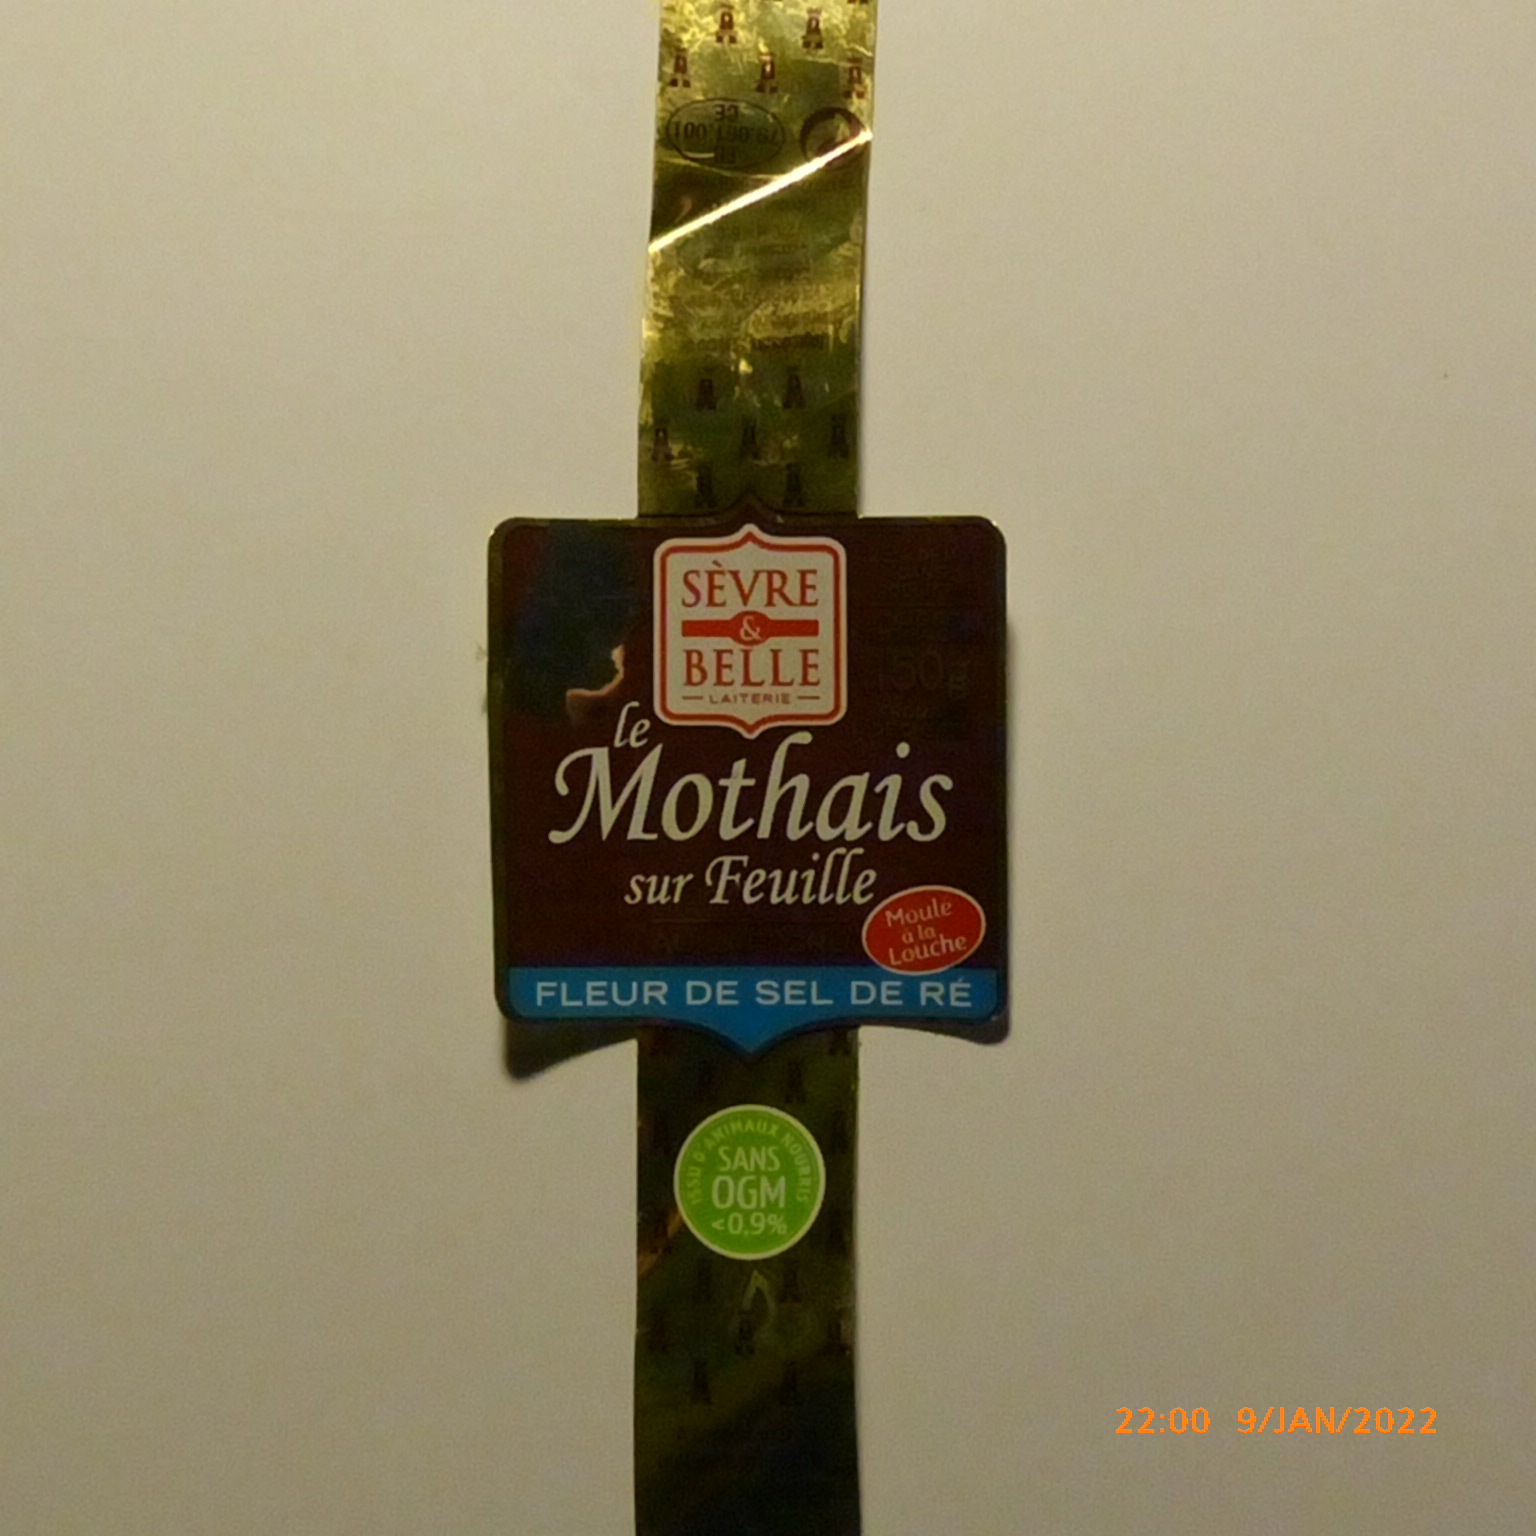 SÈVRE
&
BELLE
LAITERIE
150g
le
Mothais
sur Feuille
Moulé
à la
Louche
FLEUR DE SEL DE RÉ
ISSU D'ANIMAUX NOURRIS
SANS
OGM
<0,9%
22:00 9/JAN/2022